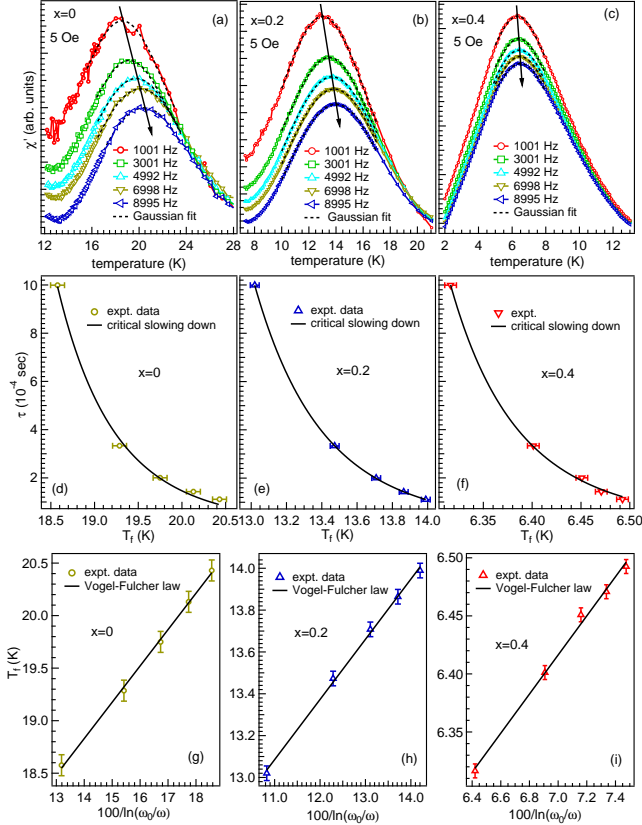 x=0
(a)
5 Oe
χ' (arb. units)
1001 Hz
3001 Hz
4992 Hz
6998 Hz
8995 Hz
Gaussian fit
12 16 20 24 28
temperature (K)
x=0.2
(b)
5 Oe
1001 Hz
3001 Hz
4992 Hz
6998 Hz
8995 Hz
Gaussian fit
8 10 12 14 16 18 20
temperature (K)
x=0.4
(c)
5 Oe
1001 Hz
3001 Hz
4992 Hz
6998 Hz
8995 Hz
Gaussian fit
2 4 6 8 10 12
temperature (K)
10
8
6
4
2
τ (10⁻⁴ sec)
expt. data
critical slowing down
x=0
(d)
18.5 19.0 19.5 20.0 20.5
T_f (K)
expt. data
critical slowing down
x=0.2
(e)
13.0 13.4 13.8 14.0
T_f (K)
expt.
critical slowing down
x=0.4
(f)
6.35 6.40 6.45 6.50
T_f (K)
20.5
20.0
19.5
19.0
18.5
T_f (K)
expt. data
Vogel-Fulcher law
x=0
(g)
13 14 15 16 17 18
100/ln(ω₀/ω)
14.0
13.8
13.6
13.4
13.2
13.0
expt. data
Vogel-Fulcher law
x=0.2
(h)
11.0 12.0 13.0 14.0
100/ln(ω₀/ω)
6.50
6.45
6.40
6.35
expt. data
Vogel-Fulcher law
x=0.4
(i)
6.4 6.6 6.8 7.0 7.2 7.4
100/ln(ω₀/ω)